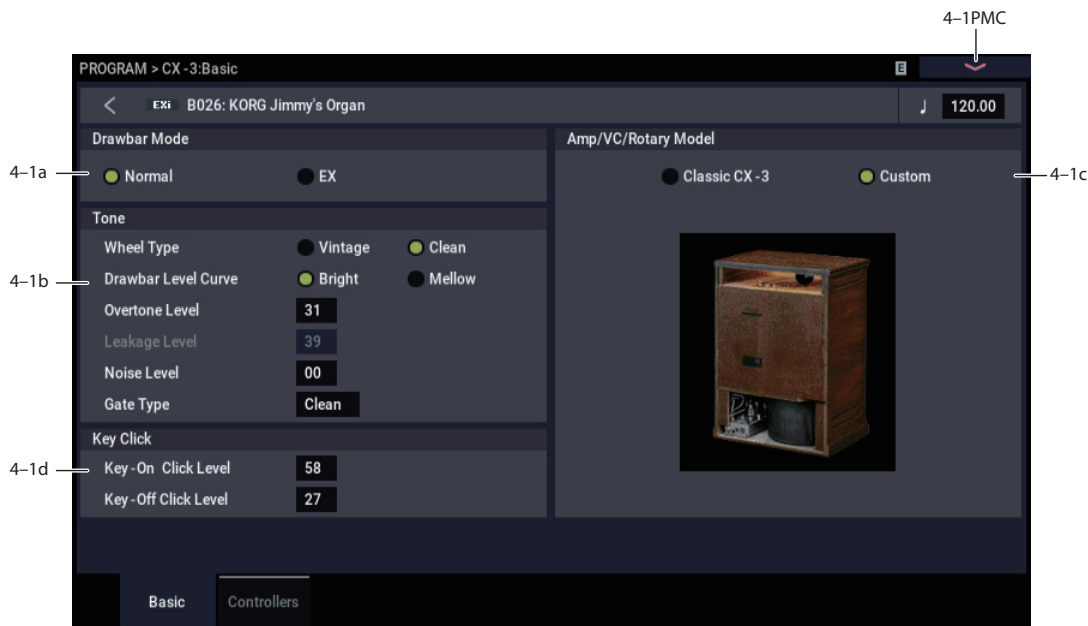 4–1PMC
PROGRAM > CX-3:Basic
E
EXi B026: KORG Jimmy's Organ
♩ 120.00
Drawbar Mode
4–1a
Normal
EX
Tone
Wheel Type
Vintage
Clean
4–1b
Drawbar Level Curve
Bright
Mellow
Overtone Level
31
Leakage Level
39
Noise Level
00
Gate Type
Clean
Key Click
4–1d
Key-On Click Level
58
Key-Off Click Level
27
Amp/VC/Rotary Model
Classic CX-3
Custom
4–1c
Basic
Controllers